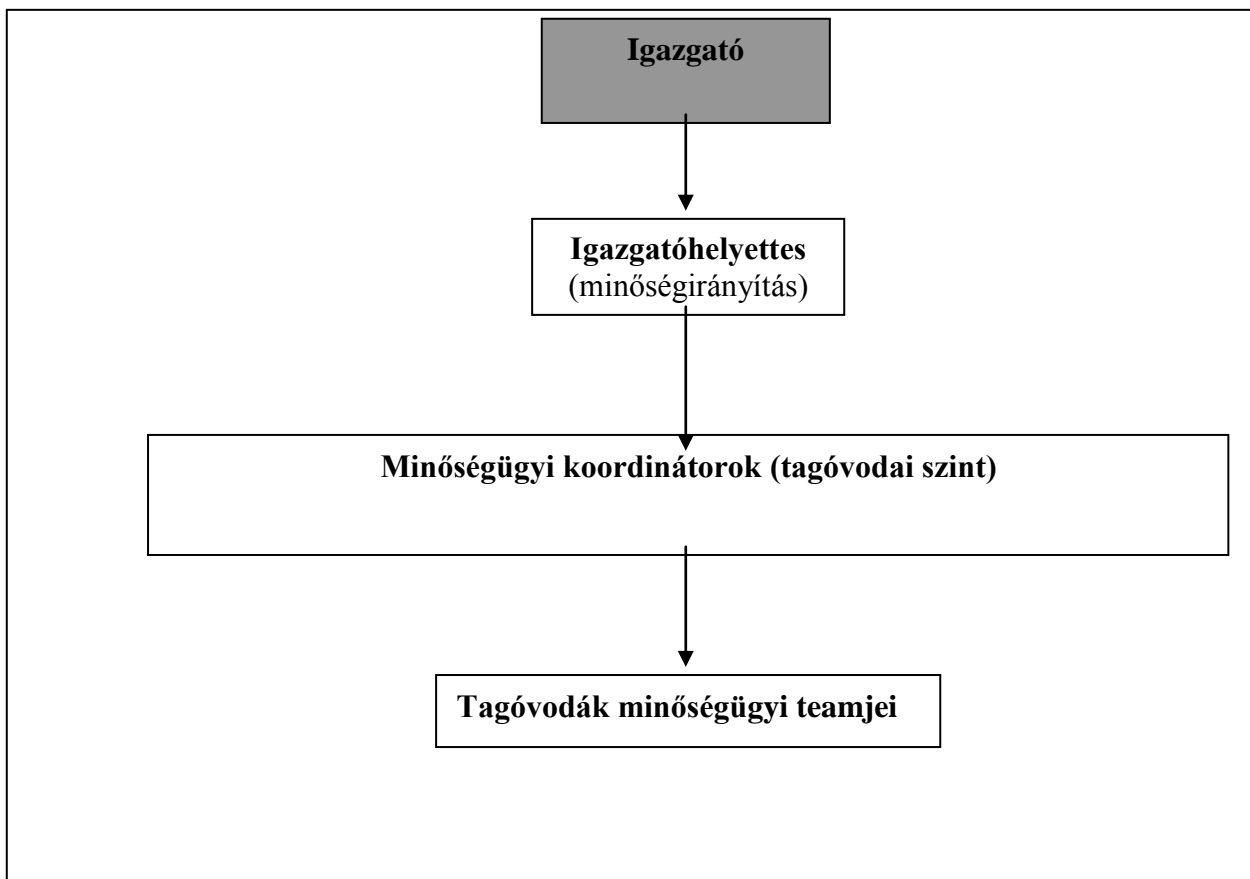 Igazgató
Igazgatóhelyettes
(minőségirányítás)
Minőségügyi koordinátorok (tagóvodai szint)
Tagóvodák minőségügyi teamjei